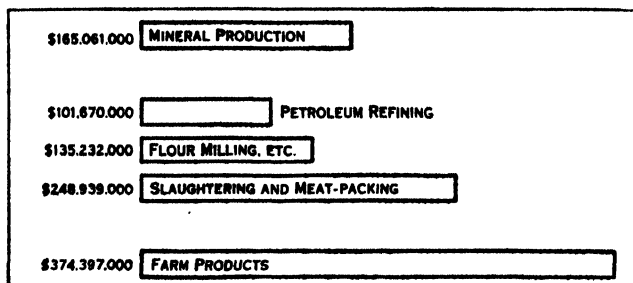 $165.061.000 MINERAL PRODUCTION
$101.670.000 PETROLEUM REFINING
$135.232.000 FLOUR MILLING, ETC.
$248.939.000 SLAUGHTERING AND MEAT-PACKING
$374.397.000 FARM PRODUCTS